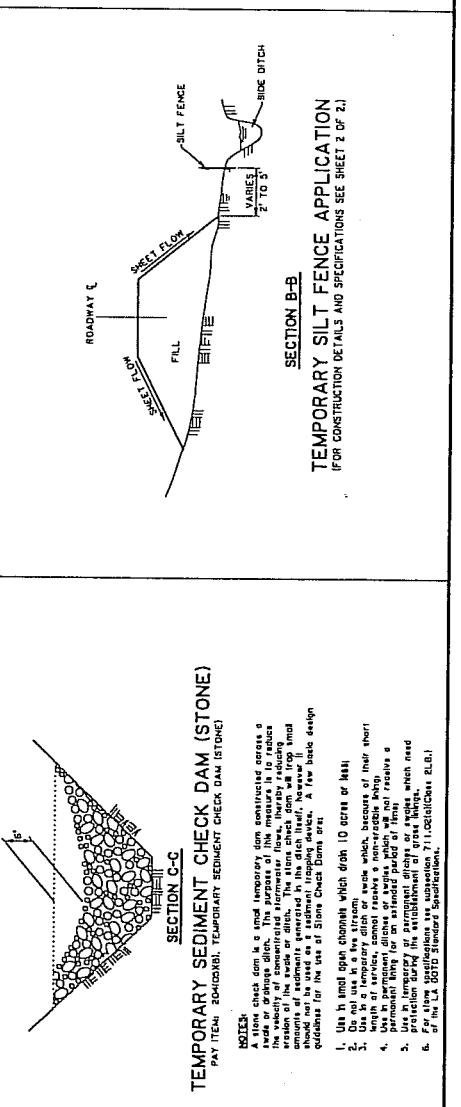 6"
SECTION C-C
TEMPORARY SEDIMENT CHECK DAM (STONE)
PAY ITEM: 204(XXXB), TEMPORARY SEDIMENT CHECK DAM (STONE)
NOTES:
A stone check dam is a small temporary dam constructed across a
swale or drainage ditch. The purpose of this measure is to reduce
the velocity of concentrated stormwater flows, thereby reducing
erosion of the swale or ditch. The stone check dam will trap small
amounts of sediments generated in the ditch itself, however it
should not be used as a sediment trapping device. A few basic design
guidelines for the use of Stone Check Dams are:
1. Use in small open channels which drain 10 acres or less;
2. Do not use in a live stream;
3. Use in a temporary ditch or swale which, because of their short
length of service, cannot receive a non-erodible lining;
4. Use in permanent ditches or swales which will not receive a
permanent lining for an extended period of time;
5. Use in temporary or permanent ditches or swales which need
protection during the establishment of grass linings.
6. For stone specifications see subsection 711.02(a)(Class 2LB.)
of the LA DOTD Standard Specifications.
ROADWAY ℄
SHEET FLOW
SHEET FLOW
FILL
SILT FENCE
SIDE DITCH
VARIES
2' TO 5'
SECTION B-B
TEMPORARY SILT FENCE APPLICATION
(FOR CONSTRUCTION DETAILS AND SPECIFICATIONS SEE SHEET 2 OF 2.)